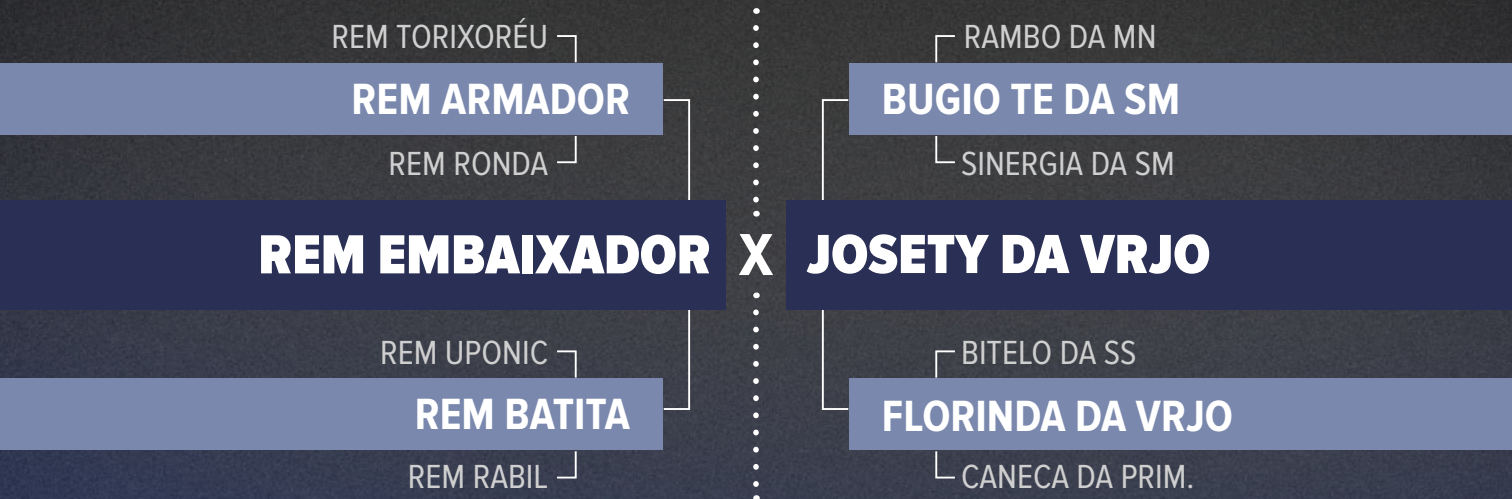 REM TORIXORÉU
REM ARMADOR
REM RONDA
REM EMBAIXADOR
REM UPONIC
REM BATITA
REM RABIL
X
RAMBO DA MN
BUGIO TE DA SM
SINERGIA DA SM
JOSETY DA VRJO
BITELO DA SS
FLORINDA DA VRJO
CANECA DA PRIM.